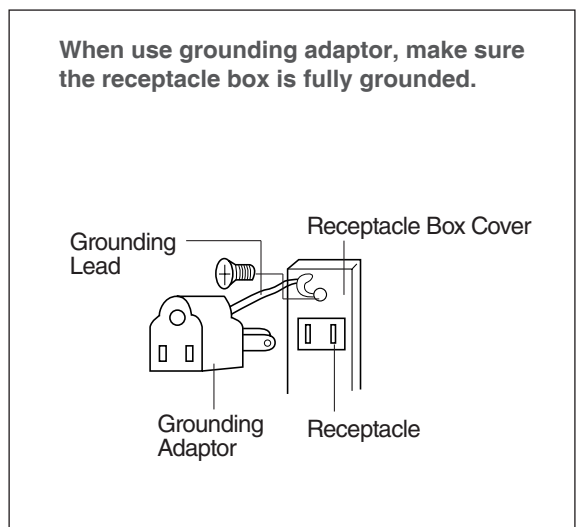 When use grounding adaptor, make sure
the receptacle box is fully grounded.
Receptacle Box Cover
Grounding
Lead
Grounding
Adaptor
Receptacle